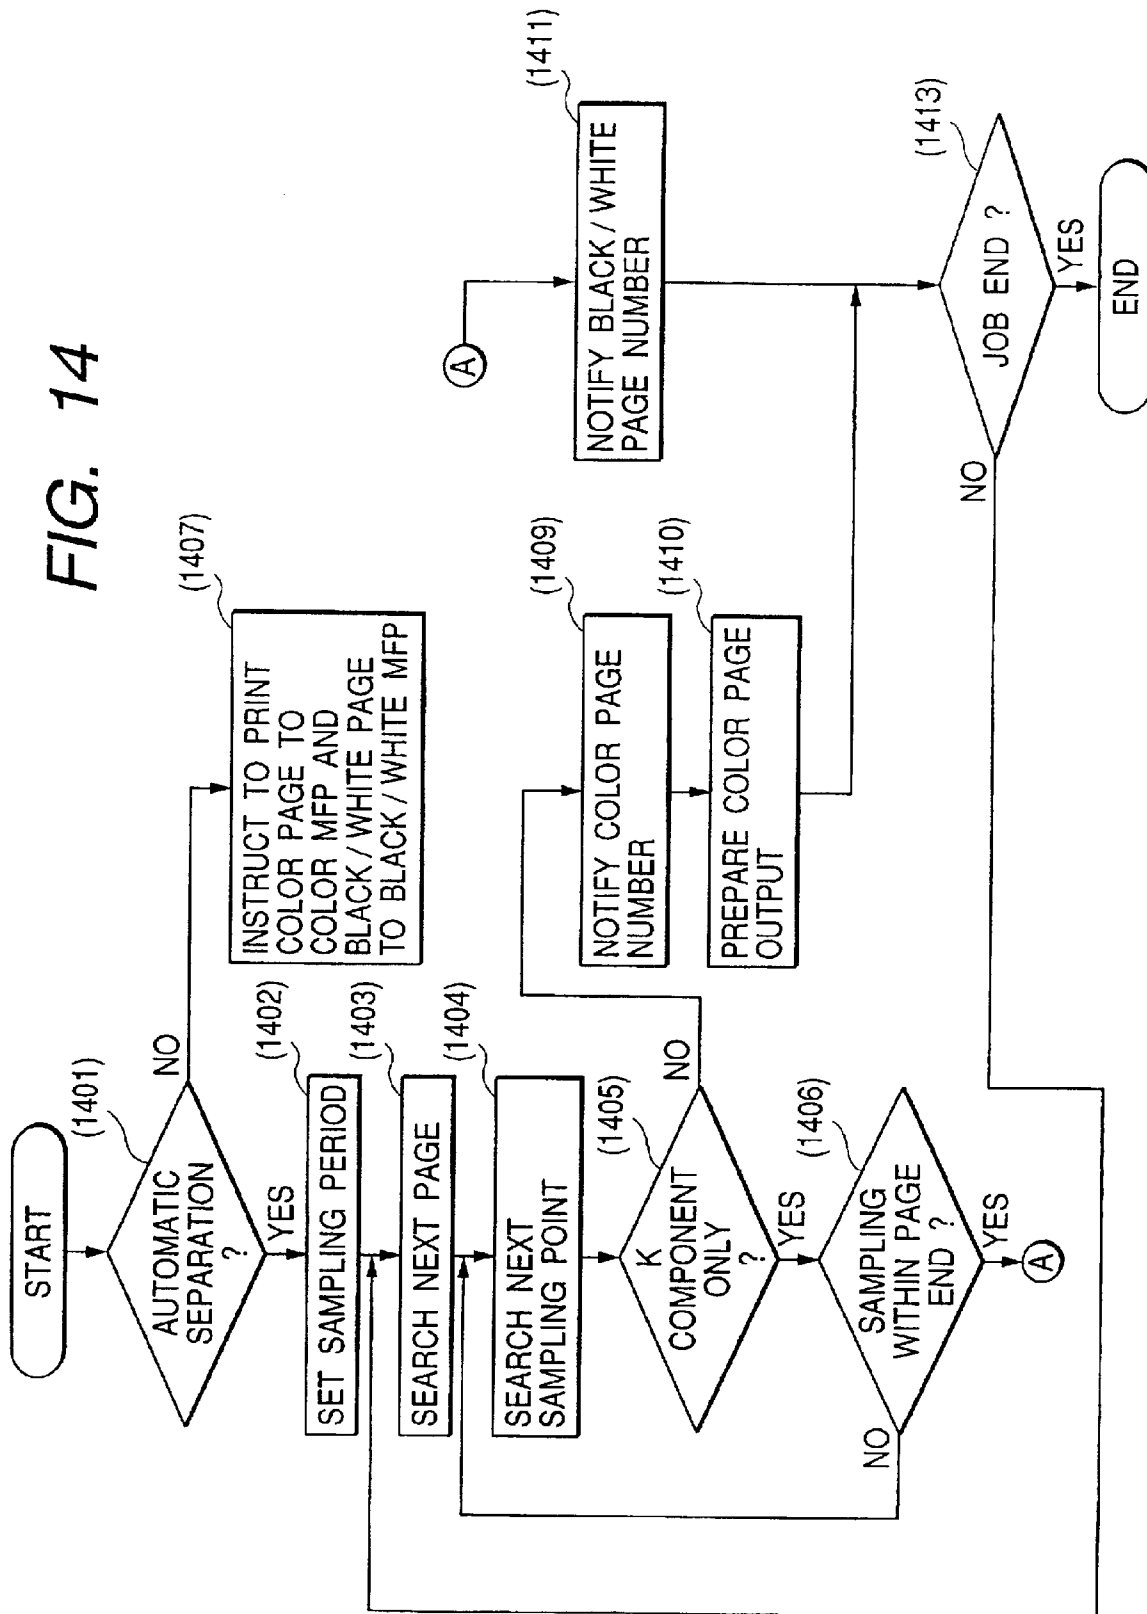 FIG. 14
START
(1401)
AUTOMATIC
SEPARATION
?
NO
YES
(1407)
INSTRUCT TO PRINT
COLOR PAGE TO
COLOR MFP AND
BLACK/WHITE PAGE
TO BLACK/WHITE MFP
(1402)
SET SAMPLING PERIOD
(1403)
SEARCH NEXT PAGE
(1404)
SEARCH NEXT
SAMPLING POINT
(1405)
K
COMPONENT
ONLY
?
NO
YES
(1406)
SAMPLING
WITHIN PAGE
END ?
NO
YES
A
(1409)
NOTIFY COLOR PAGE
NUMBER
(1410)
PREPARE COLOR PAGE
OUTPUT
A
(1411)
NOTIFY BLACK/WHITE
PAGE NUMBER
(1413)
JOB END ?
NO
YES
END